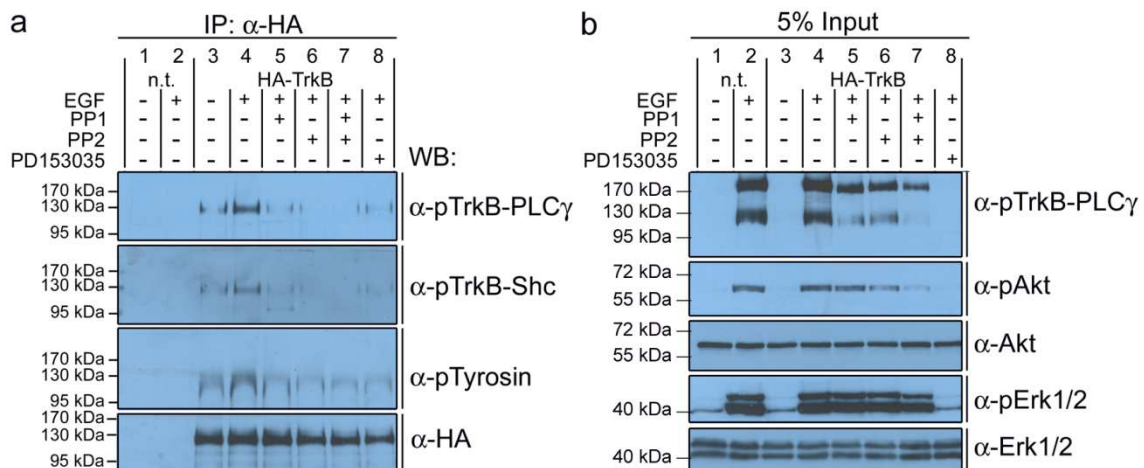 a
IP: α-HA
1 2 3 4 5 6 7 8
n.t. HA-TrkB
EGF - + - + + + + +
PP1 - - - - + - + -
PP2 - - - - - + + -
PD153035 - - - - - - - +
WB:
170 kDa
130 kDa
95 kDa
α-pTrkB-PLCγ
170 kDa
130 kDa
95 kDa
α-pTrkB-Shc
170 kDa
130 kDa
95 kDa
α-pTyrosin
170 kDa
130 kDa
95 kDa
α-HA
b
5% Input
1 2 3 4 5 6 7 8
n.t. HA-TrkB
EGF - + - + + + + +
PP1 - - - - + - + -
PP2 - - - - - + + -
PD153035 - - - - - - - +
170 kDa
130 kDa
95 kDa
α-pTrkB-PLCγ
72 kDa
55 kDa
α-pAkt
72 kDa
55 kDa
α-Akt
40 kDa
α-pErk1/2
40 kDa
α-Erk1/2